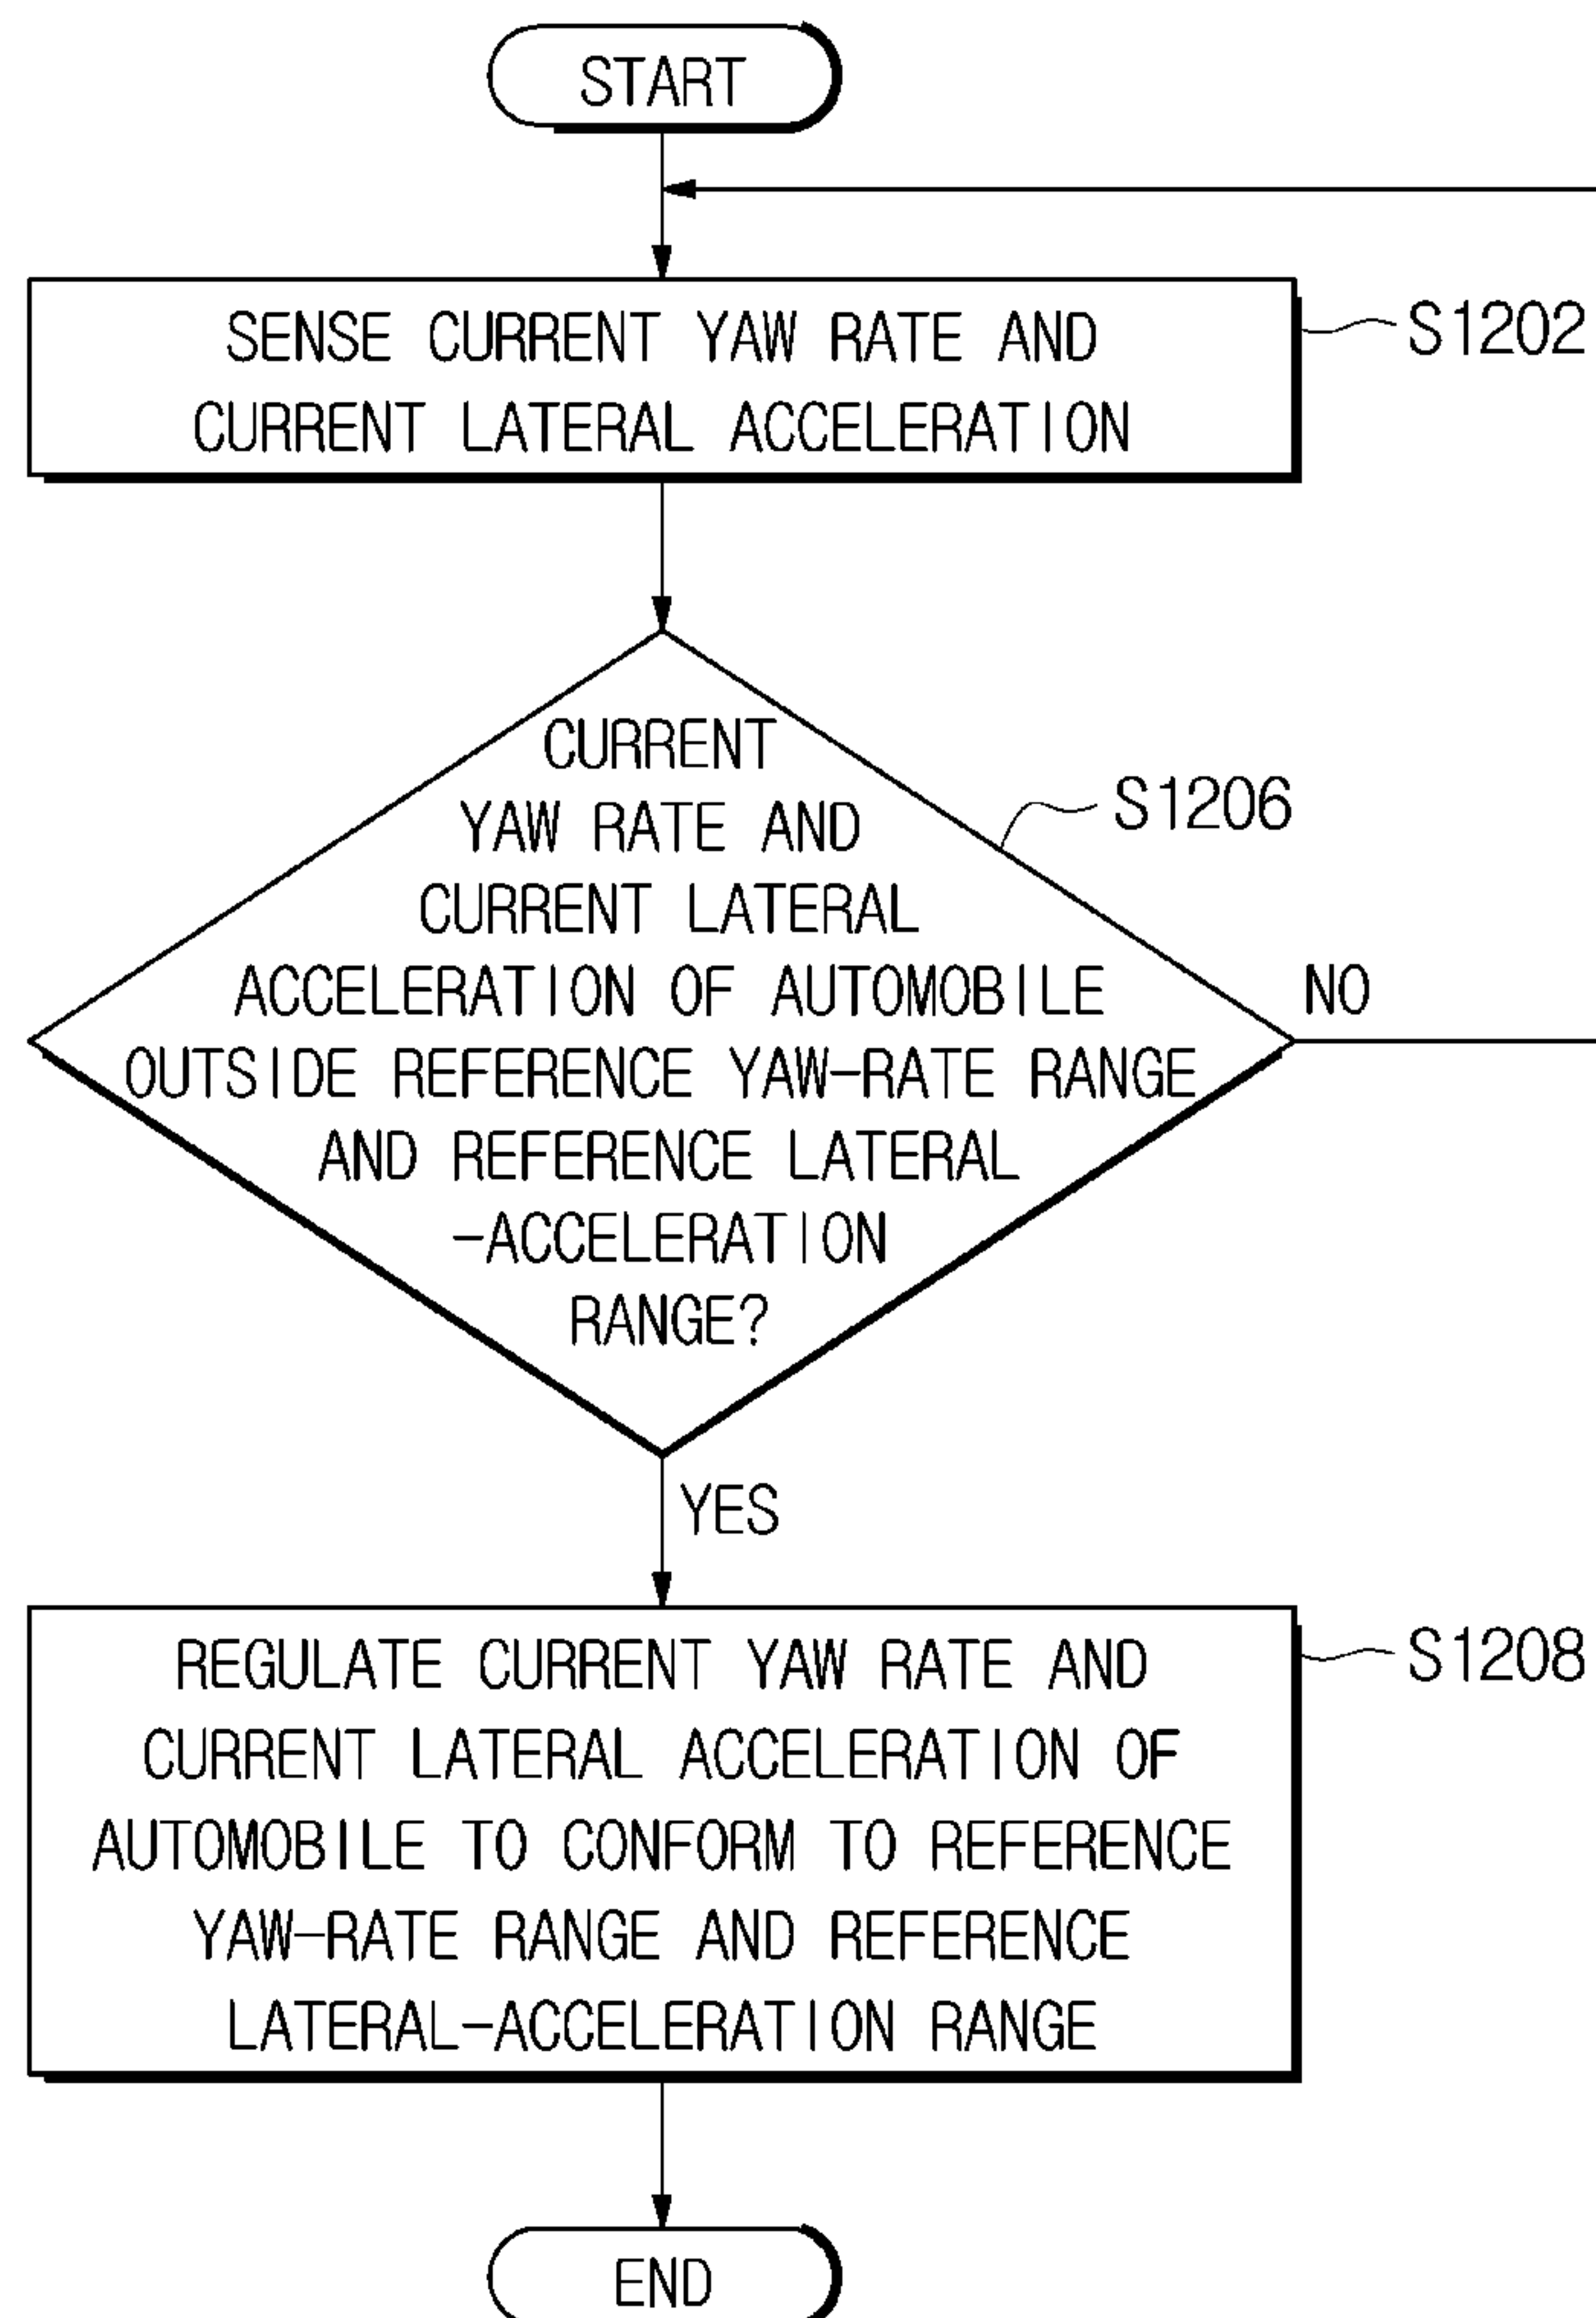 START
SENSE CURRENT YAW RATE AND
CURRENT LATERAL ACCELERATION
S1202
CURRENT
YAW RATE AND
CURRENT LATERAL
ACCELERATION OF AUTOMOBILE
OUTSIDE REFERENCE YAW-RATE RANGE
AND REFERENCE LATERAL
-ACCELERATION
RANGE?
S1206
NO
YES
REGULATE CURRENT YAW RATE AND
CURRENT LATERAL ACCELERATION OF
AUTOMOBILE TO CONFORM TO REFERENCE
YAW-RATE RANGE AND REFERENCE
LATERAL-ACCELERATION RANGE
S1208
END